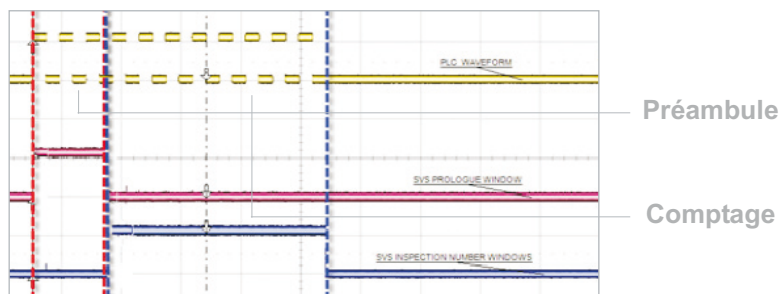 PLC WAVEFORM
Préambule
SVS PROLOGUE WINDOW
Comptage
SVS INSPECTION NUMBER WINDOWS